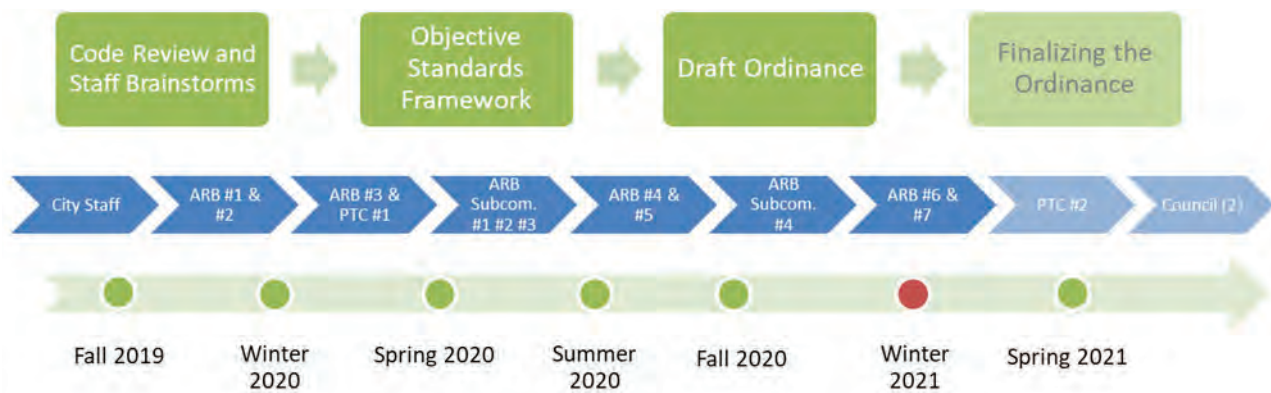 Code Review and
Staff Brainstorms
Objective
Standards
Framework
Draft Ordinance
Finalizing the
Ordinance
City Staff
ARB #1 &
#2
ARB #3 &
PTC #1
ARB
Subcom.
#1 #2 #3
ARB #4 &
#5
ARB
Subcom.
#4
ARB #6 &
#7
PTC #2
Council (2)
Fall 2019
Winter
2020
Spring 2020
Summer
2020
Fall 2020
Winter
2021
Spring 2021